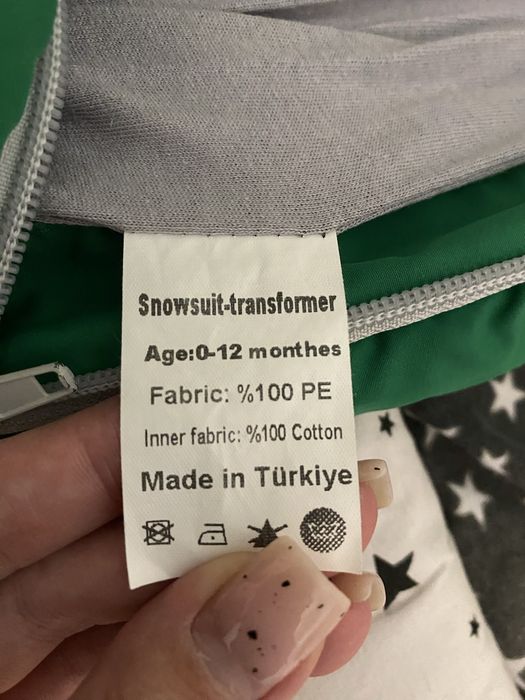 Snowsuit-transformer
Age:0-12 monthes
Fabric: %100 PE
Inner fabric: %100 Cotton
Made in Türkiye